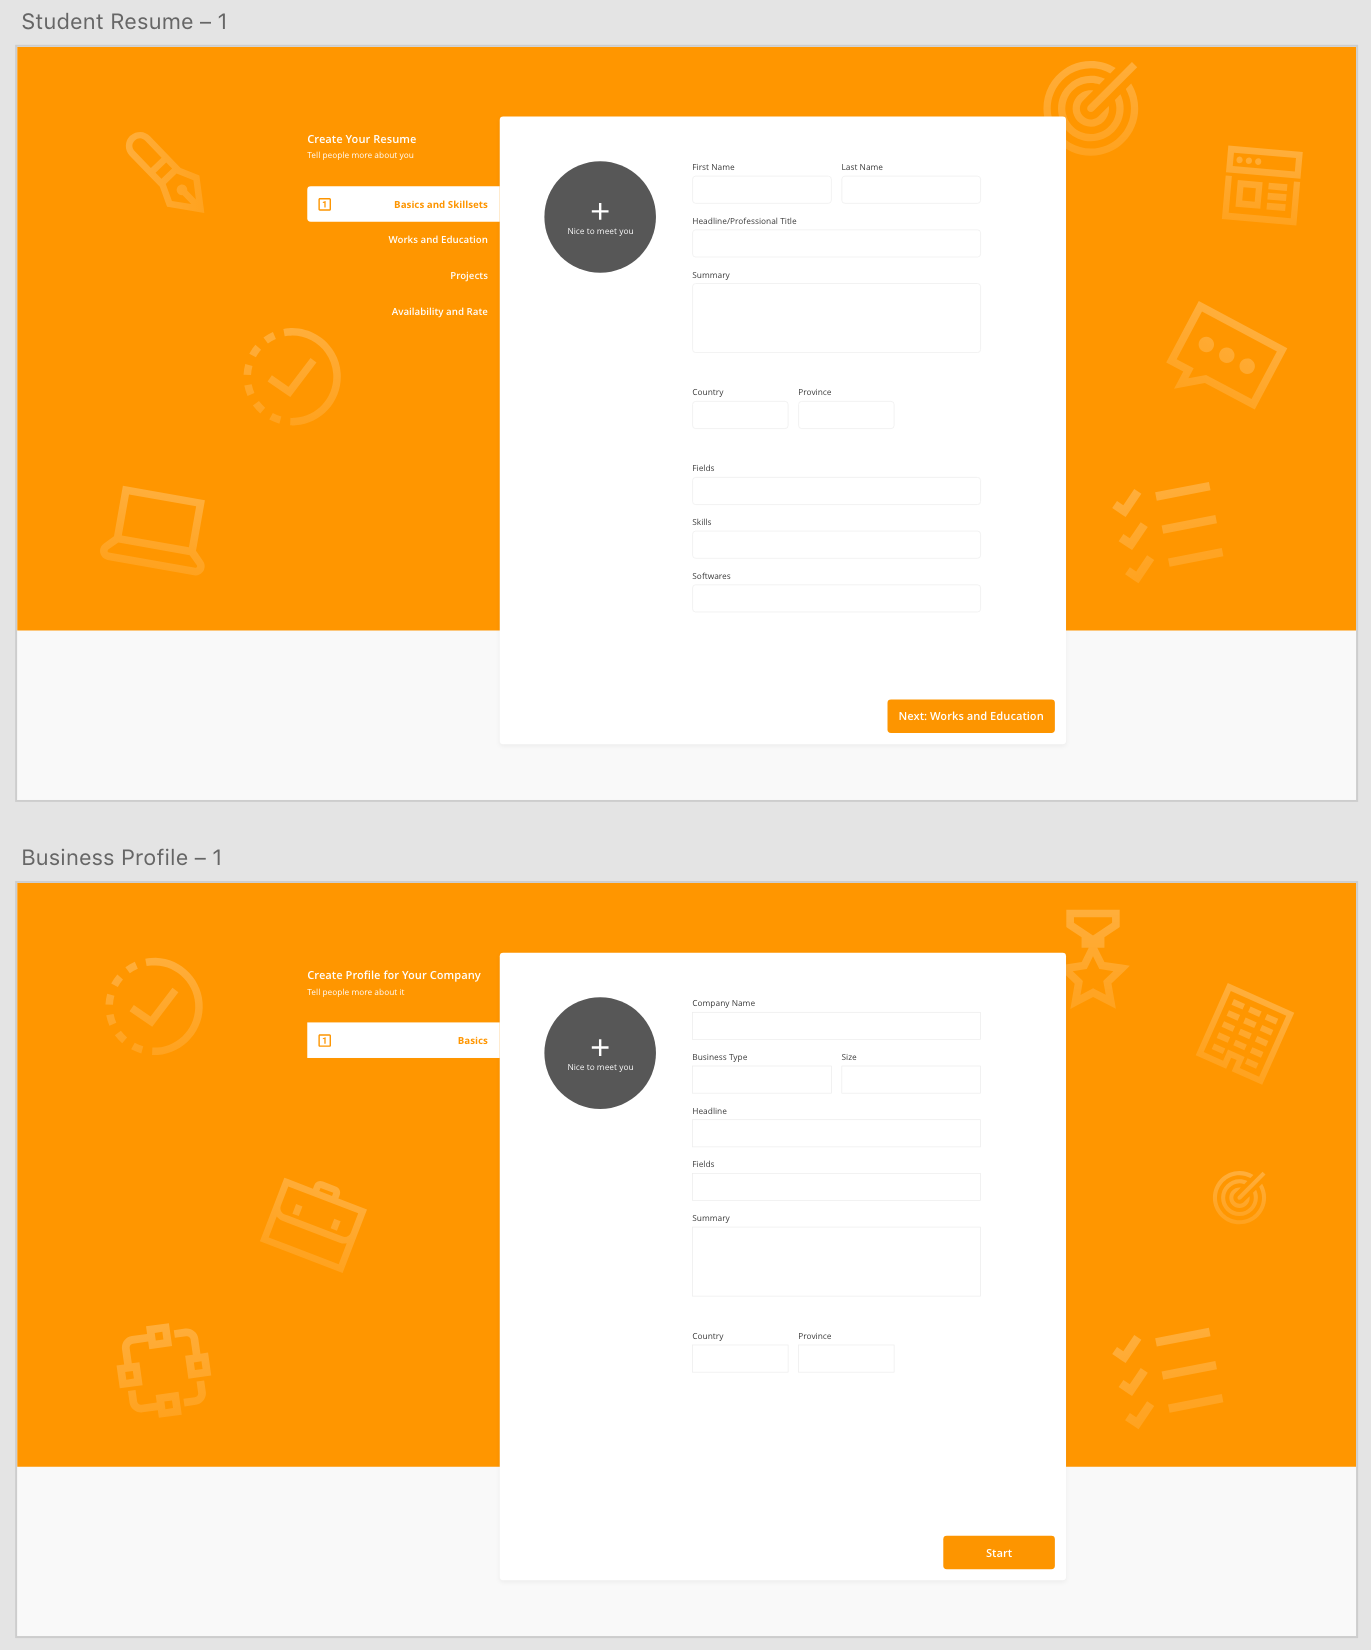 Student Resume – 1
Create Your Resume
Tell people more about you
1 Basics and Skillsets
Works and Education
Projects
Availability and Rate
Nice to meet you
First Name Last Name
Headline/Professional Title
Summary
Country Province
Fields
Skills
Softwares
Next: Works and Education
Business Profile – 1
Create Profile for Your Company
Tell people more about it
1 Basics
Nice to meet you
Company Name
Business Type Size
Headline
Fields
Summary
Country Province
Start